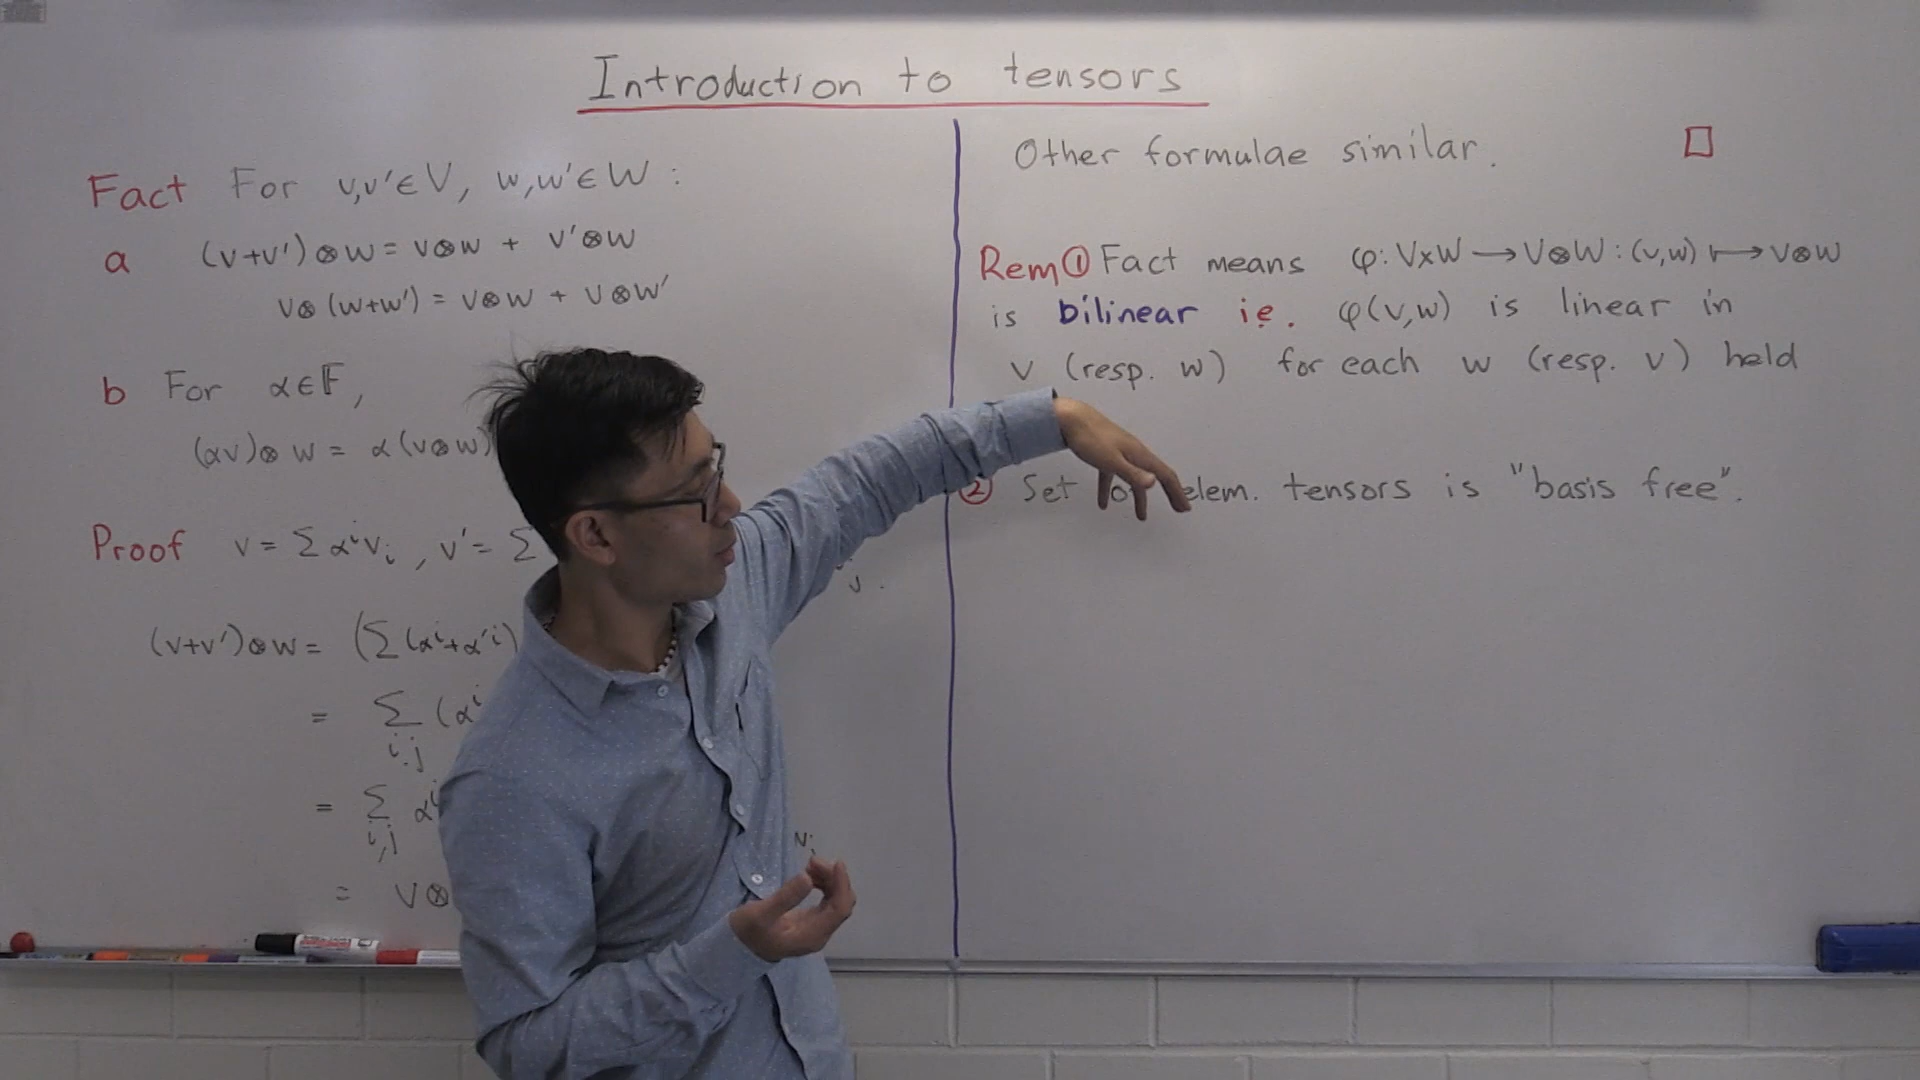 Introduction to tensors
Fact For v,v'∈V, w,w'∈W :
a (v+v')⊗w = v⊗w + v'⊗w
v⊗(w+w') = v⊗w + v⊗w'
b For α∈𝔽,
(αv)⊗w = α(v⊗w)
Proof v = Σαⁱvᵢ , v' = Σ
(v+v')⊗w = (Σ(αⁱ+α'ⁱ)
= Σ (αⁱ
i,j
= Σ αⁱ
i,j
= v⊗
Other formulae similar. □
Rem① Fact means φ: V×W → V⊗W : (v,w) ↦ v⊗w
is bilinear ie. φ(v,w) is linear in
v (resp. w) for each w (resp. v) held
② Set of elem. tensors is "basis free".